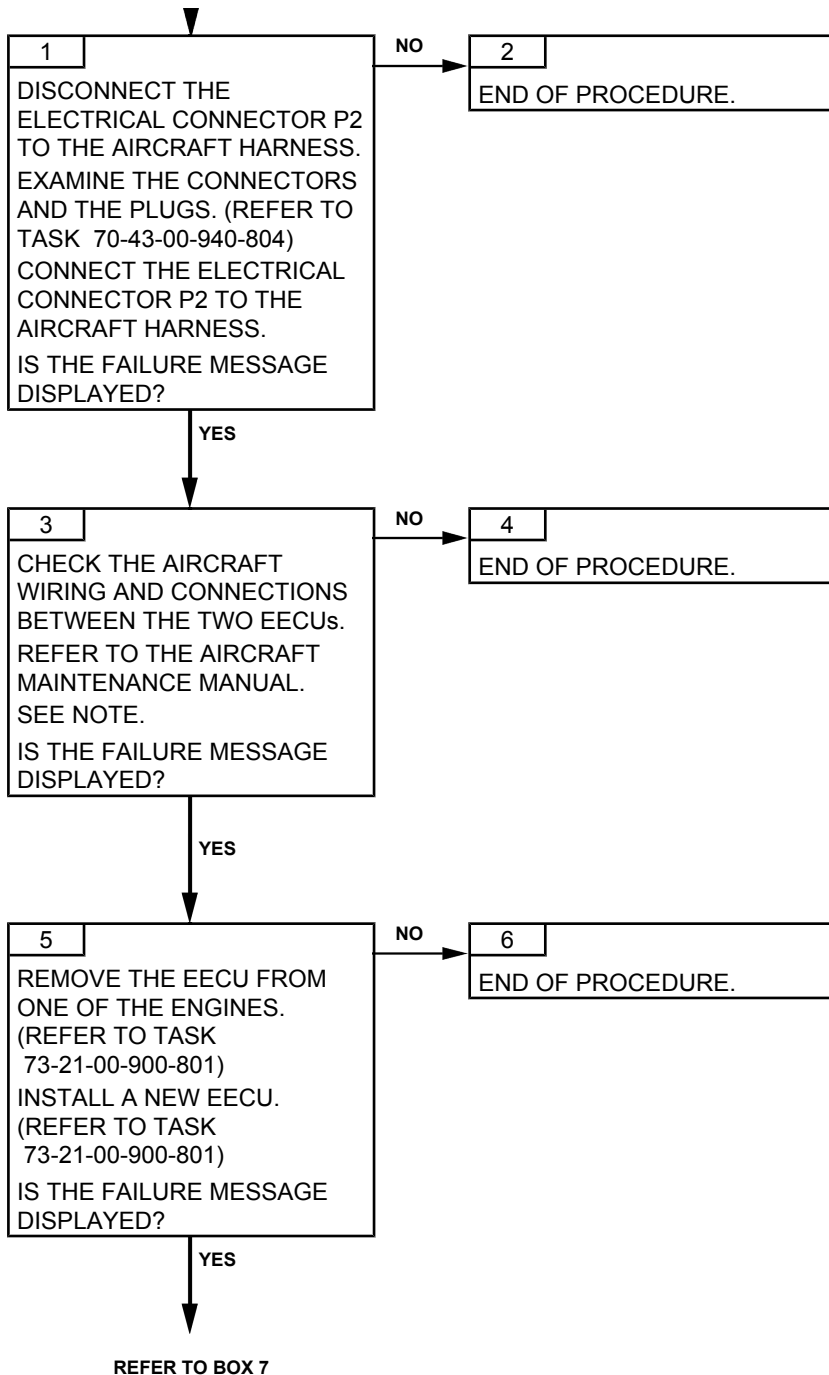 1
DISCONNECT THE
ELECTRICAL CONNECTOR P2
TO THE AIRCRAFT HARNESS.
EXAMINE THE CONNECTORS
AND THE PLUGS. (REFER TO
TASK 70-43-00-940-804)
CONNECT THE ELECTRICAL
CONNECTOR P2 TO THE
AIRCRAFT HARNESS.
IS THE FAILURE MESSAGE
DISPLAYED?
NO
2
END OF PROCEDURE.
YES
3
CHECK THE AIRCRAFT
WIRING AND CONNECTIONS
BETWEEN THE TWO EECUs.
REFER TO THE AIRCRAFT
MAINTENANCE MANUAL.
SEE NOTE.
IS THE FAILURE MESSAGE
DISPLAYED?
NO
4
END OF PROCEDURE.
YES
5
REMOVE THE EECU FROM
ONE OF THE ENGINES.
(REFER TO TASK
73-21-00-900-801)
INSTALL A NEW EECU.
(REFER TO TASK
73-21-00-900-801)
IS THE FAILURE MESSAGE
DISPLAYED?
NO
6
END OF PROCEDURE.
YES
REFER TO BOX 7